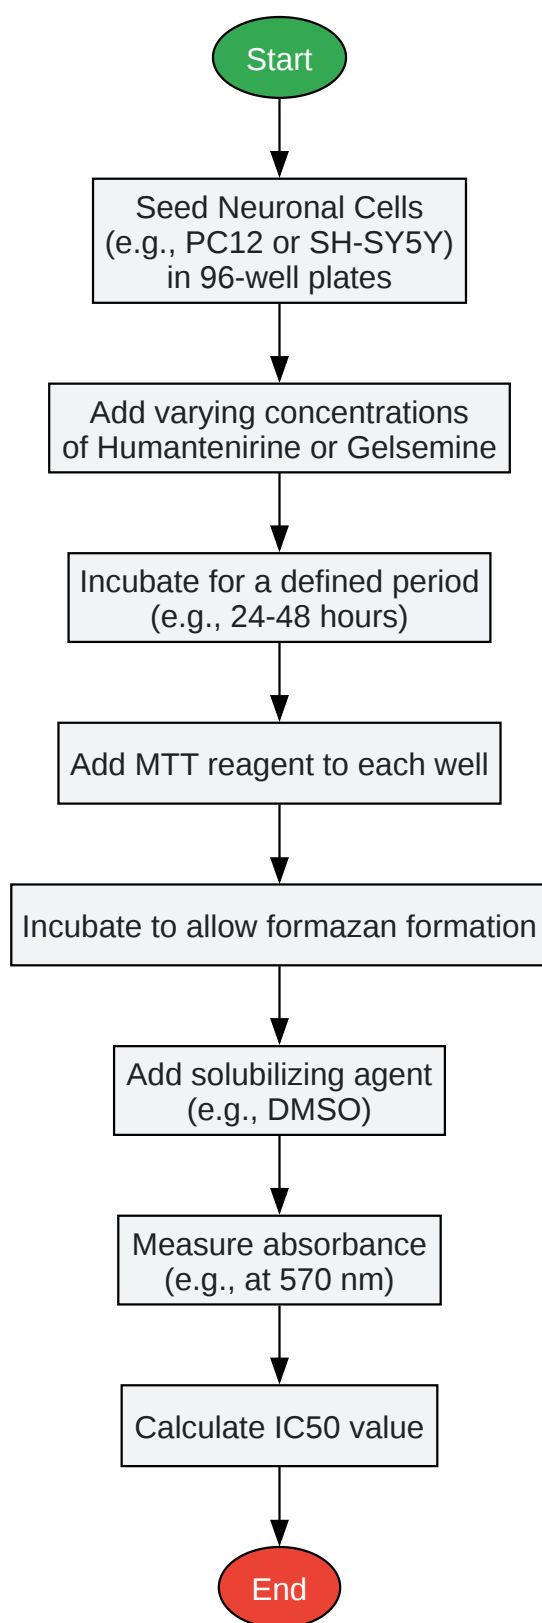 Start
Seed Neuronal Cells
(e.g., PC12 or SH-SY5Y)
in 96-well plates
Add varying concentrations
of Humantenirine or Gelsemine
Incubate for a defined period
(e.g., 24-48 hours)
Add MTT reagent to each well
Incubate to allow formazan formation
Add solubilizing agent
(e.g., DMSO)
Measure absorbance
(e.g., at 570 nm)
Calculate IC50 value
End